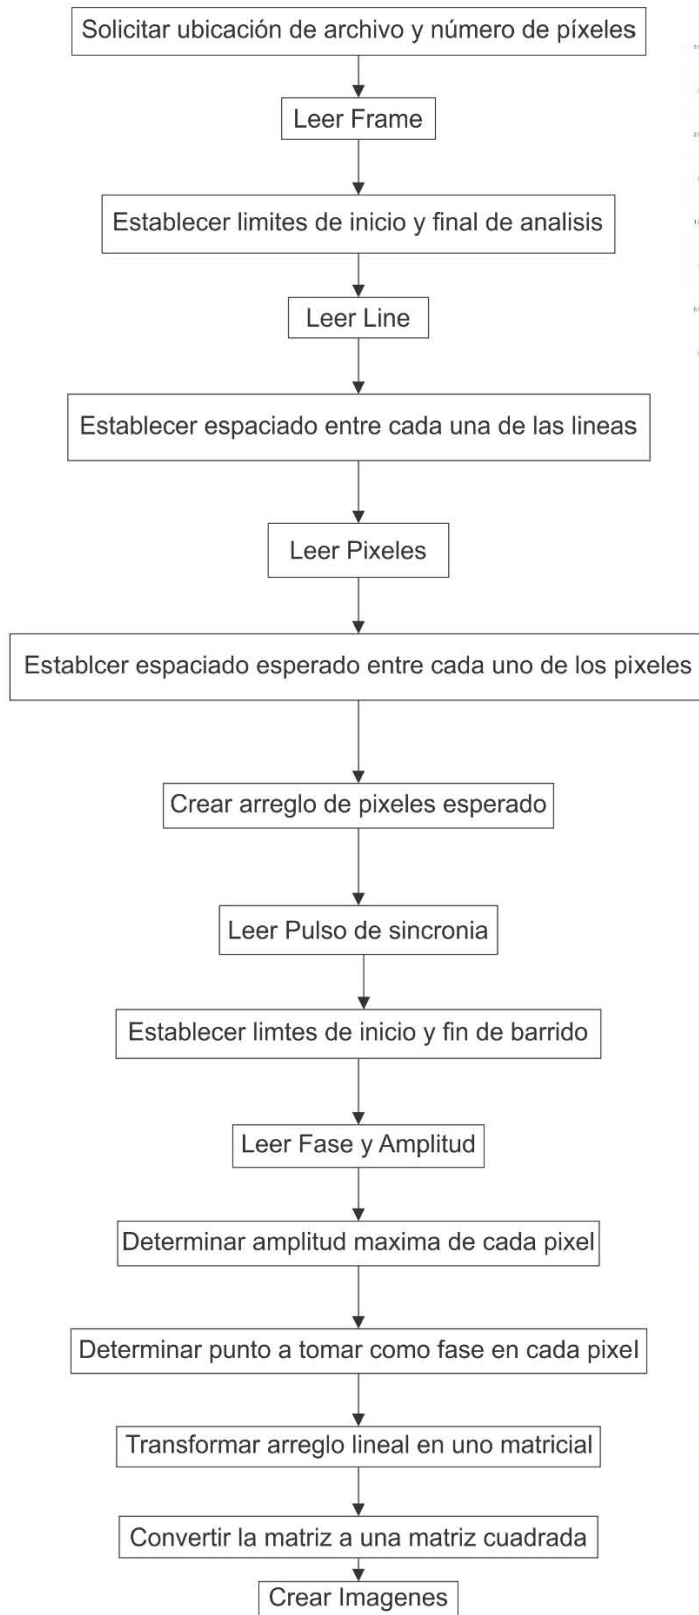 Solicitar ubicación de archivo y número de píxeles
Leer Frame
Establecer limites de inicio y final de analisis
Leer Line
Establecer espaciado entre cada una de las lineas
Leer Pixeles
Establcer espaciado esperado entre cada uno de los pixeles
Crear arreglo de pixeles esperado
Leer Pulso de sincronia
Establecer limtes de inicio y fin de barrido
Leer Fase y Amplitud
Determinar amplitud maxima de cada pixel
Determinar punto a tomar como fase en cada pixel
Transformar arreglo lineal en uno matricial
Convertir la matriz a una matriz cuadrada
Crear Imagenes